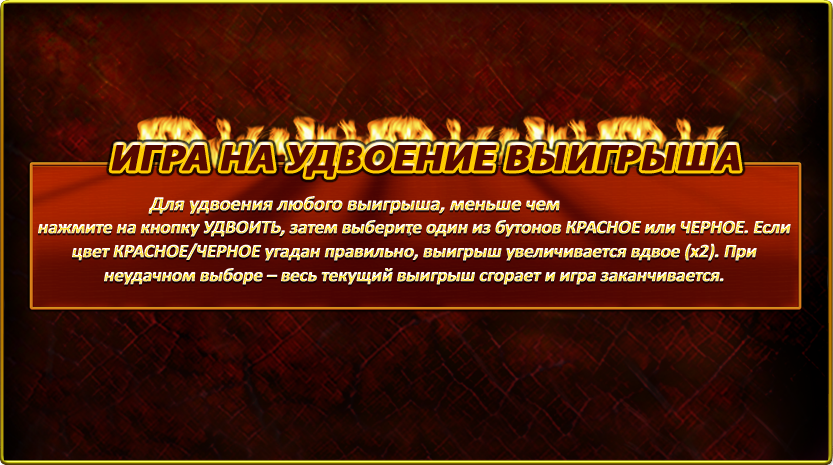 ИГРА НА УДВОЕНИЕ ВЫИГРЫША
Для удвоения любого выигрыша, меньше чем
нажмите на кнопку УДВОИТЬ, затем выберите один из бутонов КРАСНОЕ или ЧЕРНОЕ. Если
цвет КРАСНОЕ/ЧЕРНОЕ угадан правильно, выигрыш увеличивается вдвое (x2). При
неудачном выборе – весь текущий выигрыш сгорает и игра заканчивается.